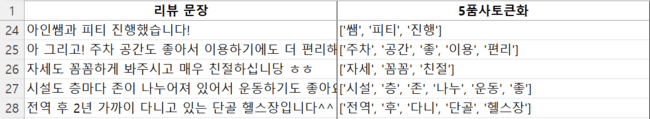 1 리뷰 문장 5품사토큰화
24 아인쌤과 피티 진행했습니다! ['쌤', '피티', '진행']
25 아 그리고! 주차 공간도 좋아서 이용하기에도 더 편리해 ['주차', '공간', '좋', '이용', '편리']
26 자세도 꼼꼼하게 봐주시고 매우 친절하십니당 ㅎㅎ ['자세', '꼼꼼', '친절']
27 시설도 층마다 존이 나누어져 있어서 운동하기도 좋아요 ['시설', '층', '존', '나누', '운동', '좋']
28 전역 후 2년 가까이 다니고 있는 단골 헬스장입니다^^ ['전역', '후', '다니', '단골', '헬스장']